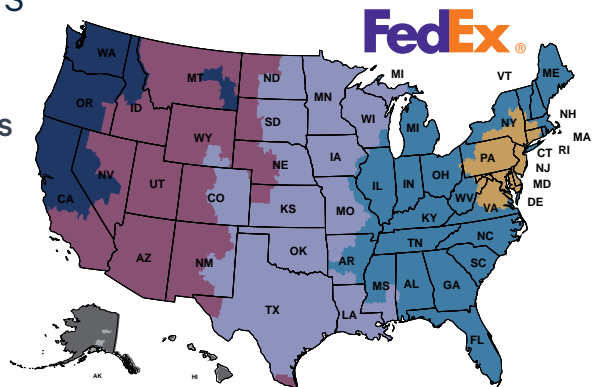 S
s
FedEx®
WA
OR
CA
NV
ID
MT
WY
UT
AZ
CO
NM
ND
SD
NE
KS
OK
TX
MN
IA
MO
AR
LA
WI
MI
MI
IL
IN
OH
KY
TN
MS
AL
GA
FL
SC
NC
VA
WV
PA
NY
VT
ME
NH
MA
CT
RI
NJ
MD
DE
AK
HI